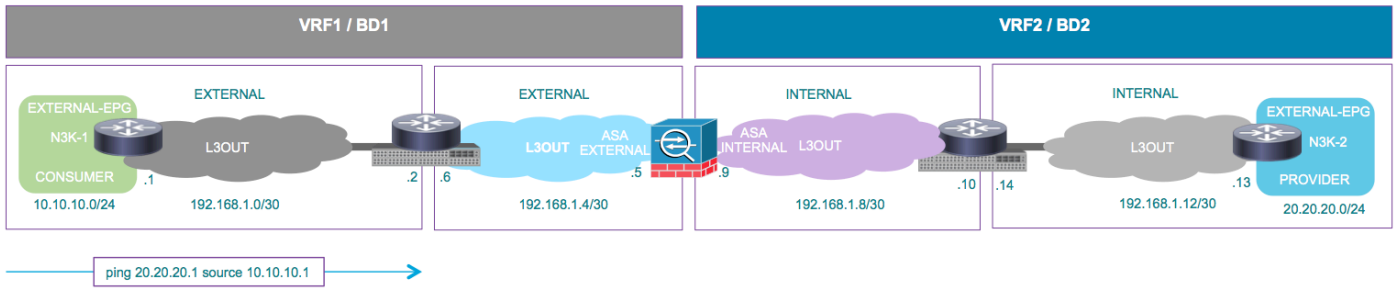 VRF1 / BD1
VRF2 / BD2
EXTERNAL
EXTERNAL
INTERNAL
INTERNAL
EXTERNAL-EPG
N3K-1
CONSUMER
L3OUT
.1
.2
.6
L3OUT
ASA
EXTERNAL
.5
ASA
INTERNAL
L3OUT
.9
.10
.14
L3OUT
.13
EXTERNAL-EPG
N3K-2
PROVIDER
10.10.10.0/24
192.168.1.0/30
192.168.1.4/30
192.168.1.8/30
192.168.1.12/30
20.20.20.0/24
ping 20.20.20.1 source 10.10.10.1